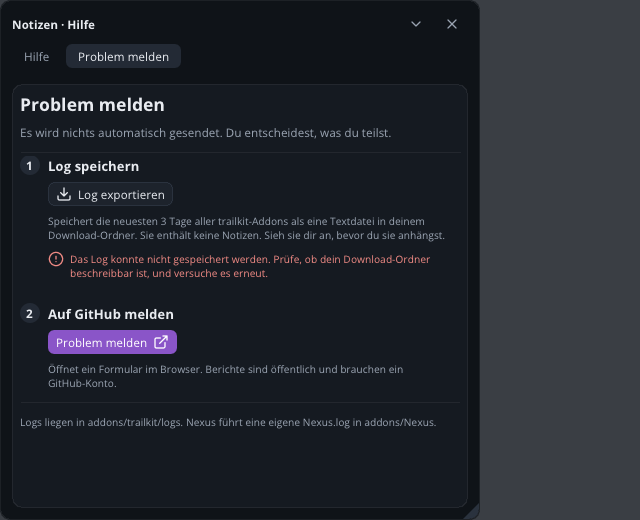 Notizen · Hilfe
Hilfe
Problem melden
Problem melden
Es wird nichts automatisch gesendet. Du entscheidest, was du teilst.
1
Log speichern
Log exportieren
Speichert die neuesten 3 Tage aller trailkit-Addons als eine Textdatei in deinem
Download-Ordner. Sie enthält keine Notizen. Sieh sie dir an, bevor du sie anhängst.
Das Log konnte nicht gespeichert werden. Prüfe, ob dein Download-Ordner
beschreibbar ist, und versuche es erneut.
2
Auf GitHub melden
Problem melden
Öffnet ein Formular im Browser. Berichte sind öffentlich und brauchen ein
GitHub-Konto.
Logs liegen in addons/trailkit/logs. Nexus führt eine eigene Nexus.log in addons/Nexus.